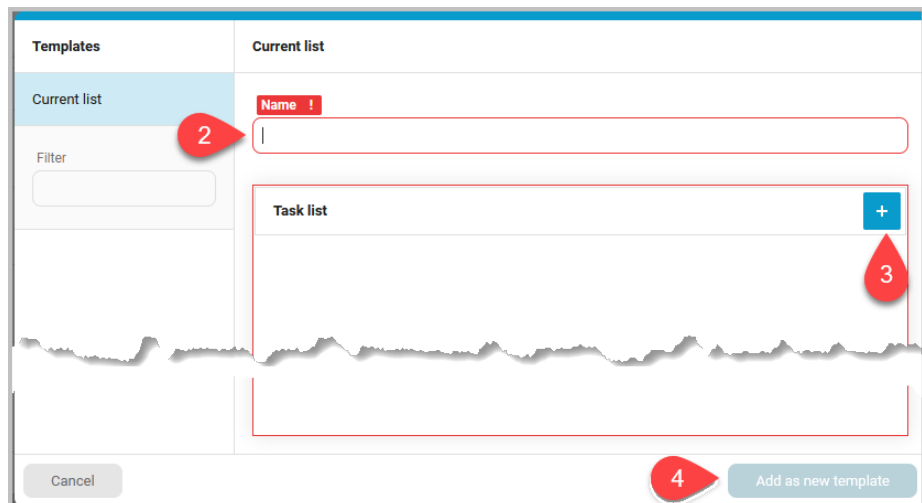 Templates
Current list
Current list
Name !
2
Filter
Task list
+
3
Cancel
4
Add as new template